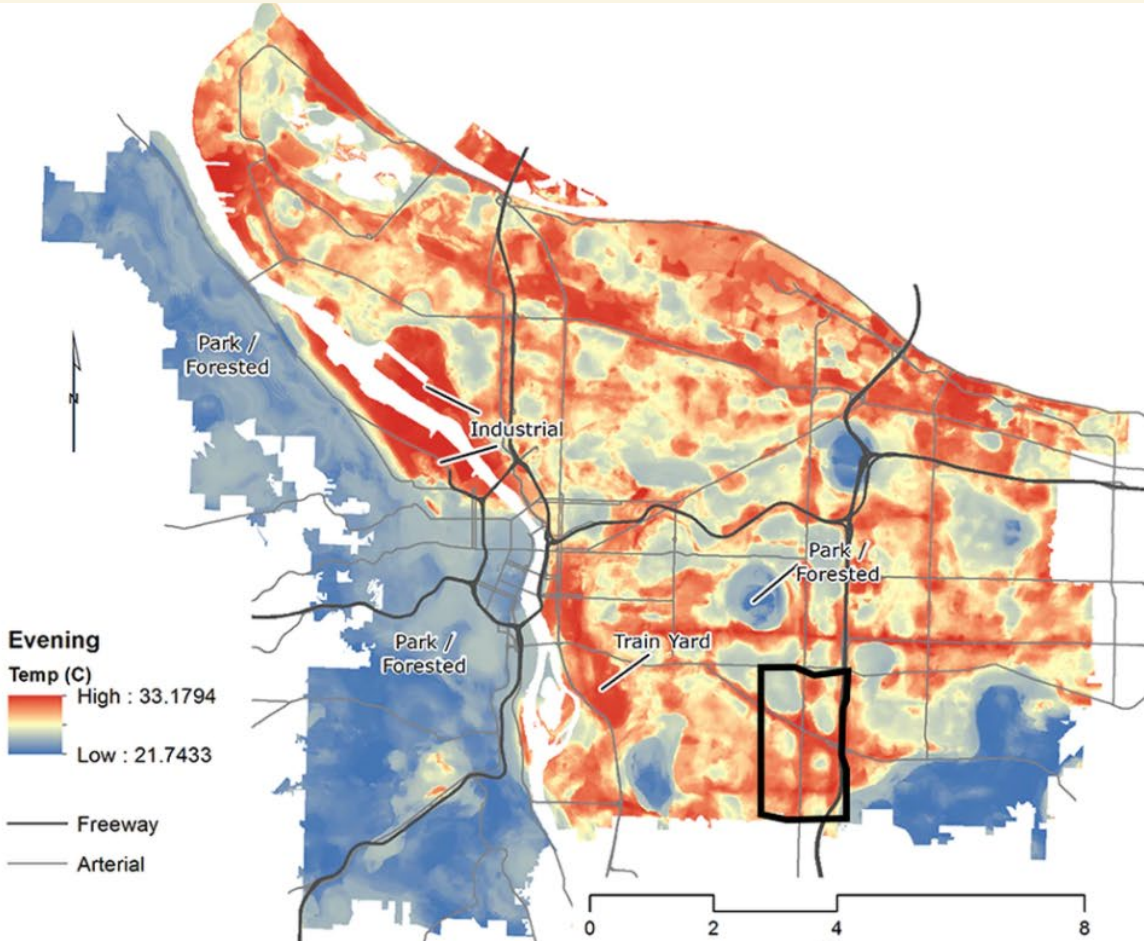 Park /
Forested
N
Industrial
Park /
Forested
Park /
Forested
Train Yard
Evening
Temp (C)
High : 33.1794
Low : 21.7433
Freeway
Arterial
0 2 4 8